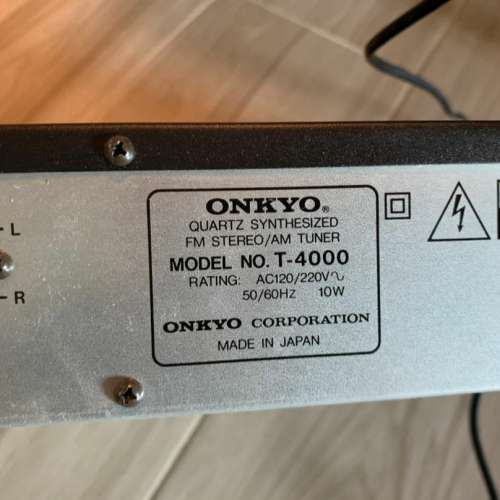 L
R
ONKYO®
QUARTZ SYNTHESIZED
FM STEREO/AM TUNER
MODEL NO. T-4000
RATING: AC120/220V∿
50/60Hz 10W
ONKYO CORPORATION
MADE IN JAPAN